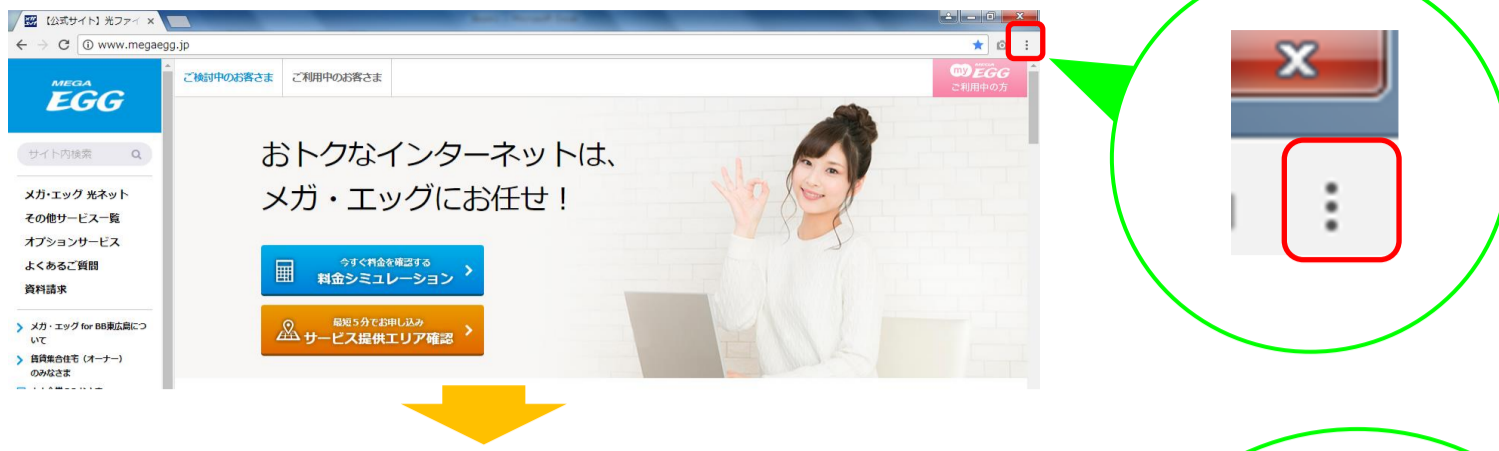 【公式サイト】光ファイ
www.megaegg.jp
MEGA
EGG
ご検討中のお客さま
ご利用中のお客さま
my MEGA
EGG
ご利用中の方
サイト内検索
メガ・エッグ 光ネット
その他サービス一覧
オプションサービス
よくあるご質問
資料請求
メガ・エッグ for BB東広島につ
いて
賃貸集合住宅（オーナー）
のみなさま
おトクなインターネットは、
メガ・エッグにお任せ！
今すぐ料金を確認する
料金シミュレーション
最短５分でお申し込み
サービス提供エリア確認